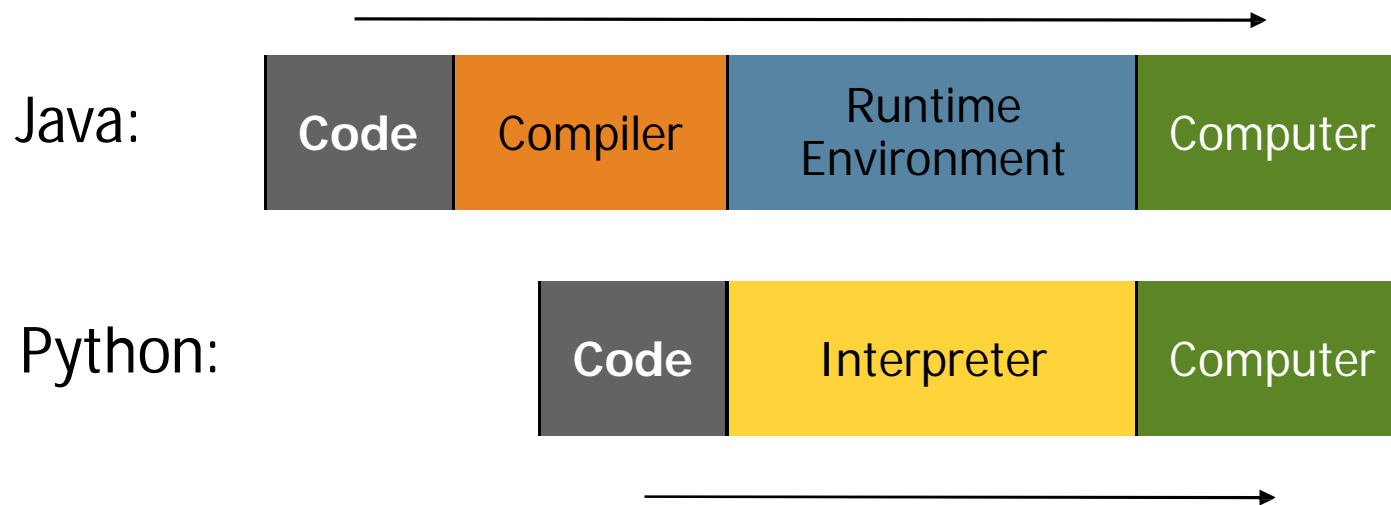 Java:
Code
Compiler
Runtime
Environment
Computer
Python:
Code
Interpreter
Computer